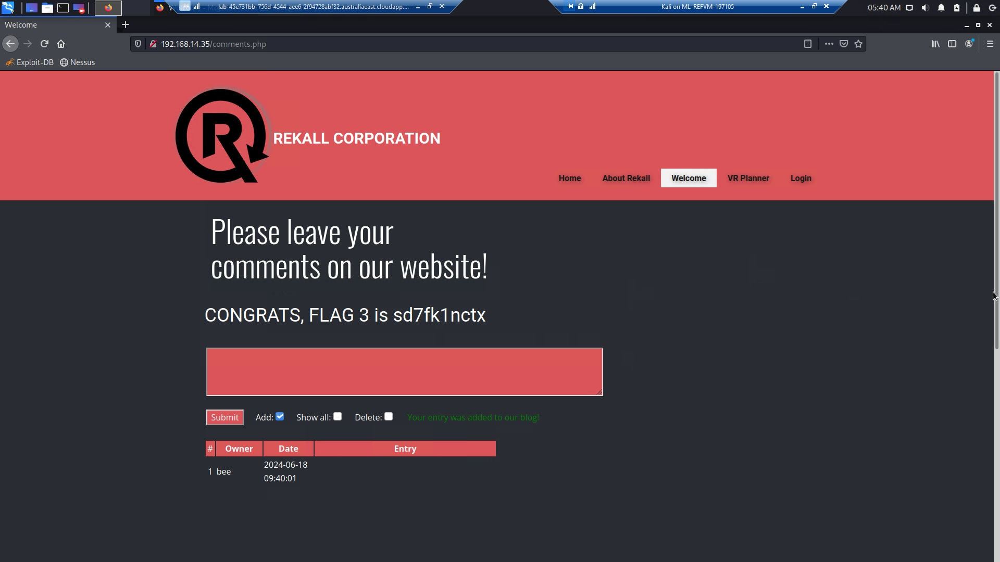 lab-45e731bb-756d-4544-aee6-2f94728abf32.australiaeast.cloudapp....
Kali on ML-REFVM-197105
05:40 AM
Welcome
192.168.14.35/comments.php
Exploit-DB
Nessus
R
REKALL CORPORATION
Home
About Rekall
Welcome
VR Planner
Login
Please leave your
comments on our website!
CONGRATS, FLAG 3 is sd7fk1nctx
Submit
Add:
Show all:
Delete:
Your entry was added to our blog!
# Owner Date Entry
1 bee 2024-06-18
09:40:01